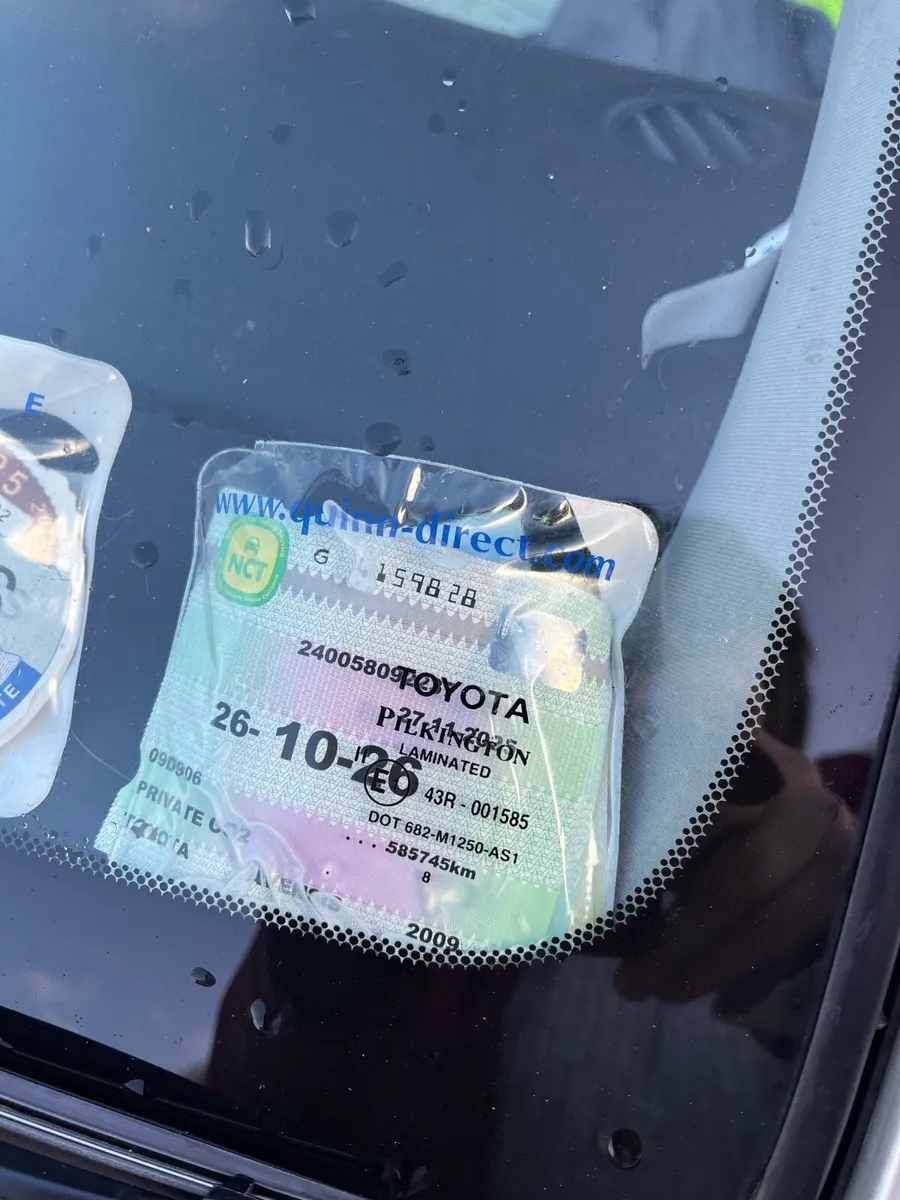 E
www.quinn-direct.com
NCT
G 159828
TOYOTA
27-11-2025
PILKINGTON
26-10-26
LAMINATED
E
43R - 001585
DOT 682-M1250-AS1
PRIVATE
585745km
8
2009